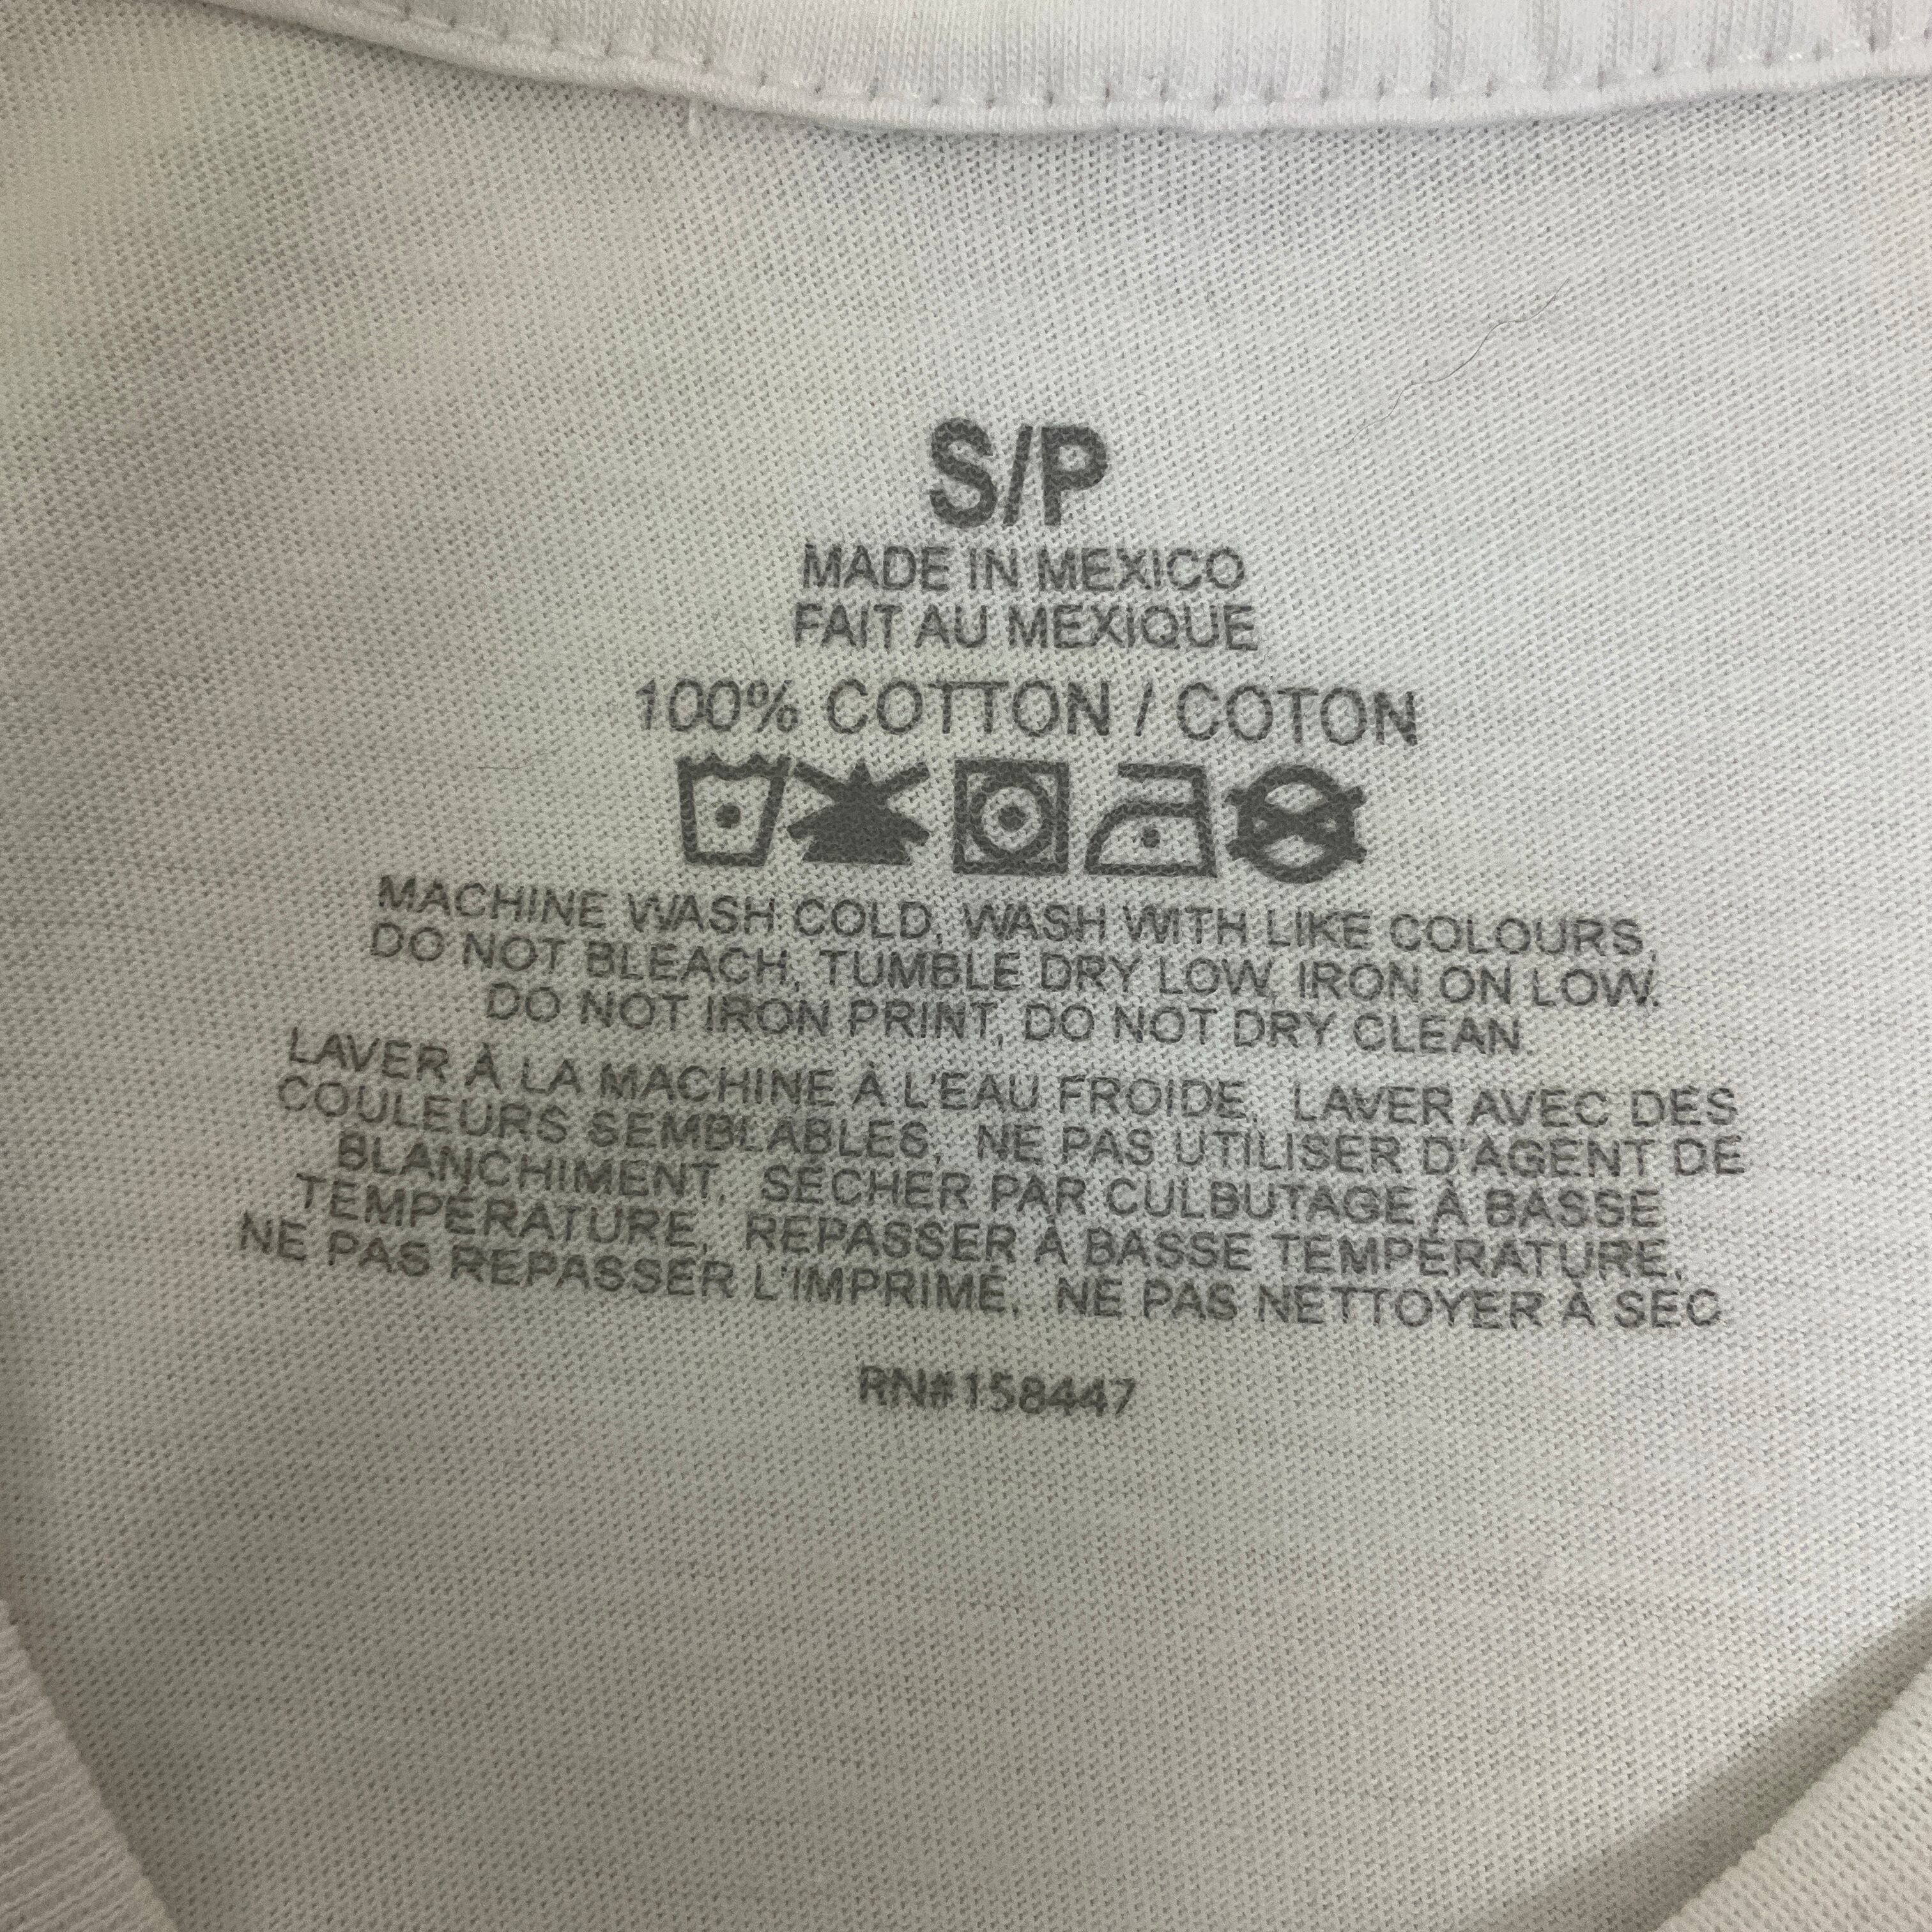 S/P
MADE IN MEXICO
FAIT AU MEXIQUE
100% COTTON / COTON
MACHINE WASH COLD, WASH WITH LIKE COLOURS,
DO NOT BLEACH, TUMBLE DRY LOW, IRON ON LOW.
DO NOT IRON PRINT, DO NOT DRY CLEAN.
LAVER À LA MACHINE À L'EAU FROIDE, LAVER AVEC DES
COULEURS SEMBLABLES, NE PAS UTILISER D'AGENT DE
BLANCHIMENT, SÉCHER PAR CULBUTAGE À BASSE
TEMPÉRATURE, REPASSER À BASSE TEMPÉRATURE,
NE PAS REPASSER L'IMPRIMÉ, NE PAS NETTOYER À SEC
RN#158447